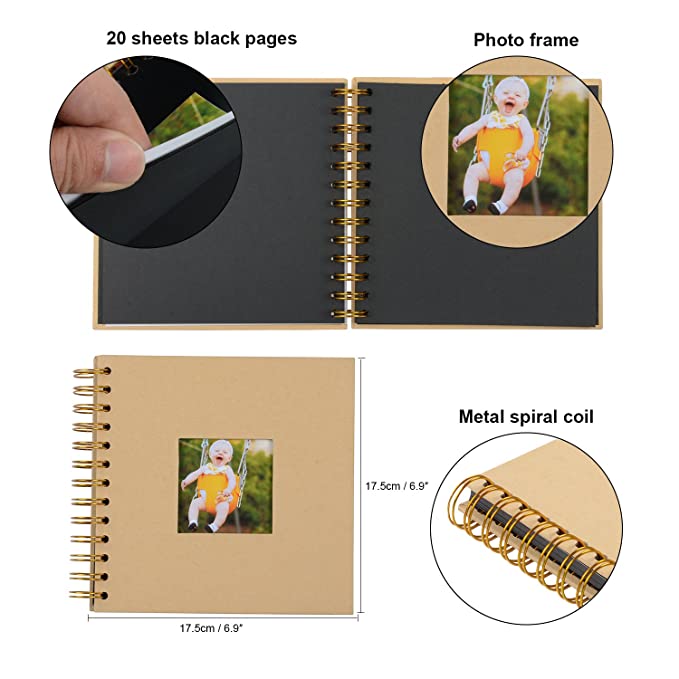 20 sheets black pages
Photo frame
Metal spiral coil
17.5cm / 6.9″
17.5cm / 6.9″